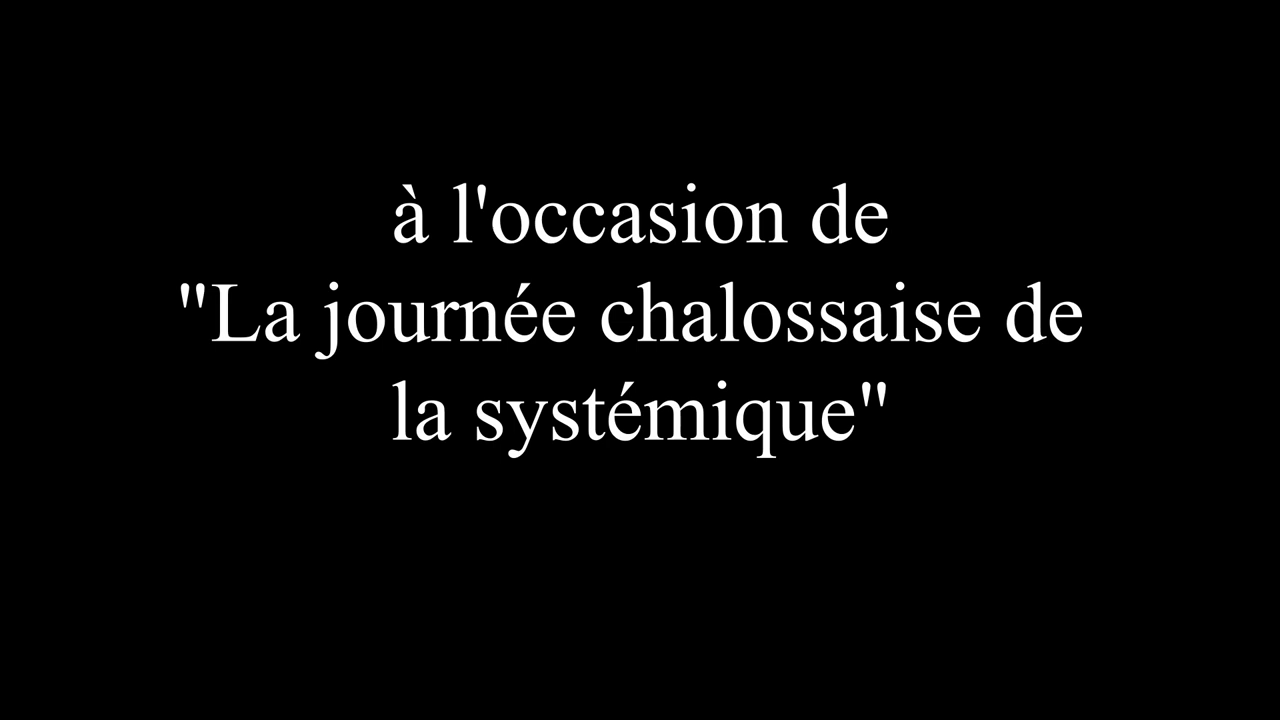 à l'occasion de
"La journée chalossaise de
la systémique"